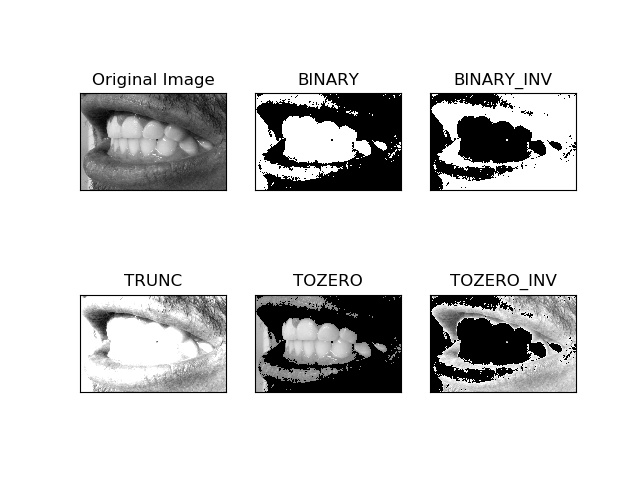 Original Image
BINARY
BINARY_INV
TRUNC
TOZERO
TOZERO_INV